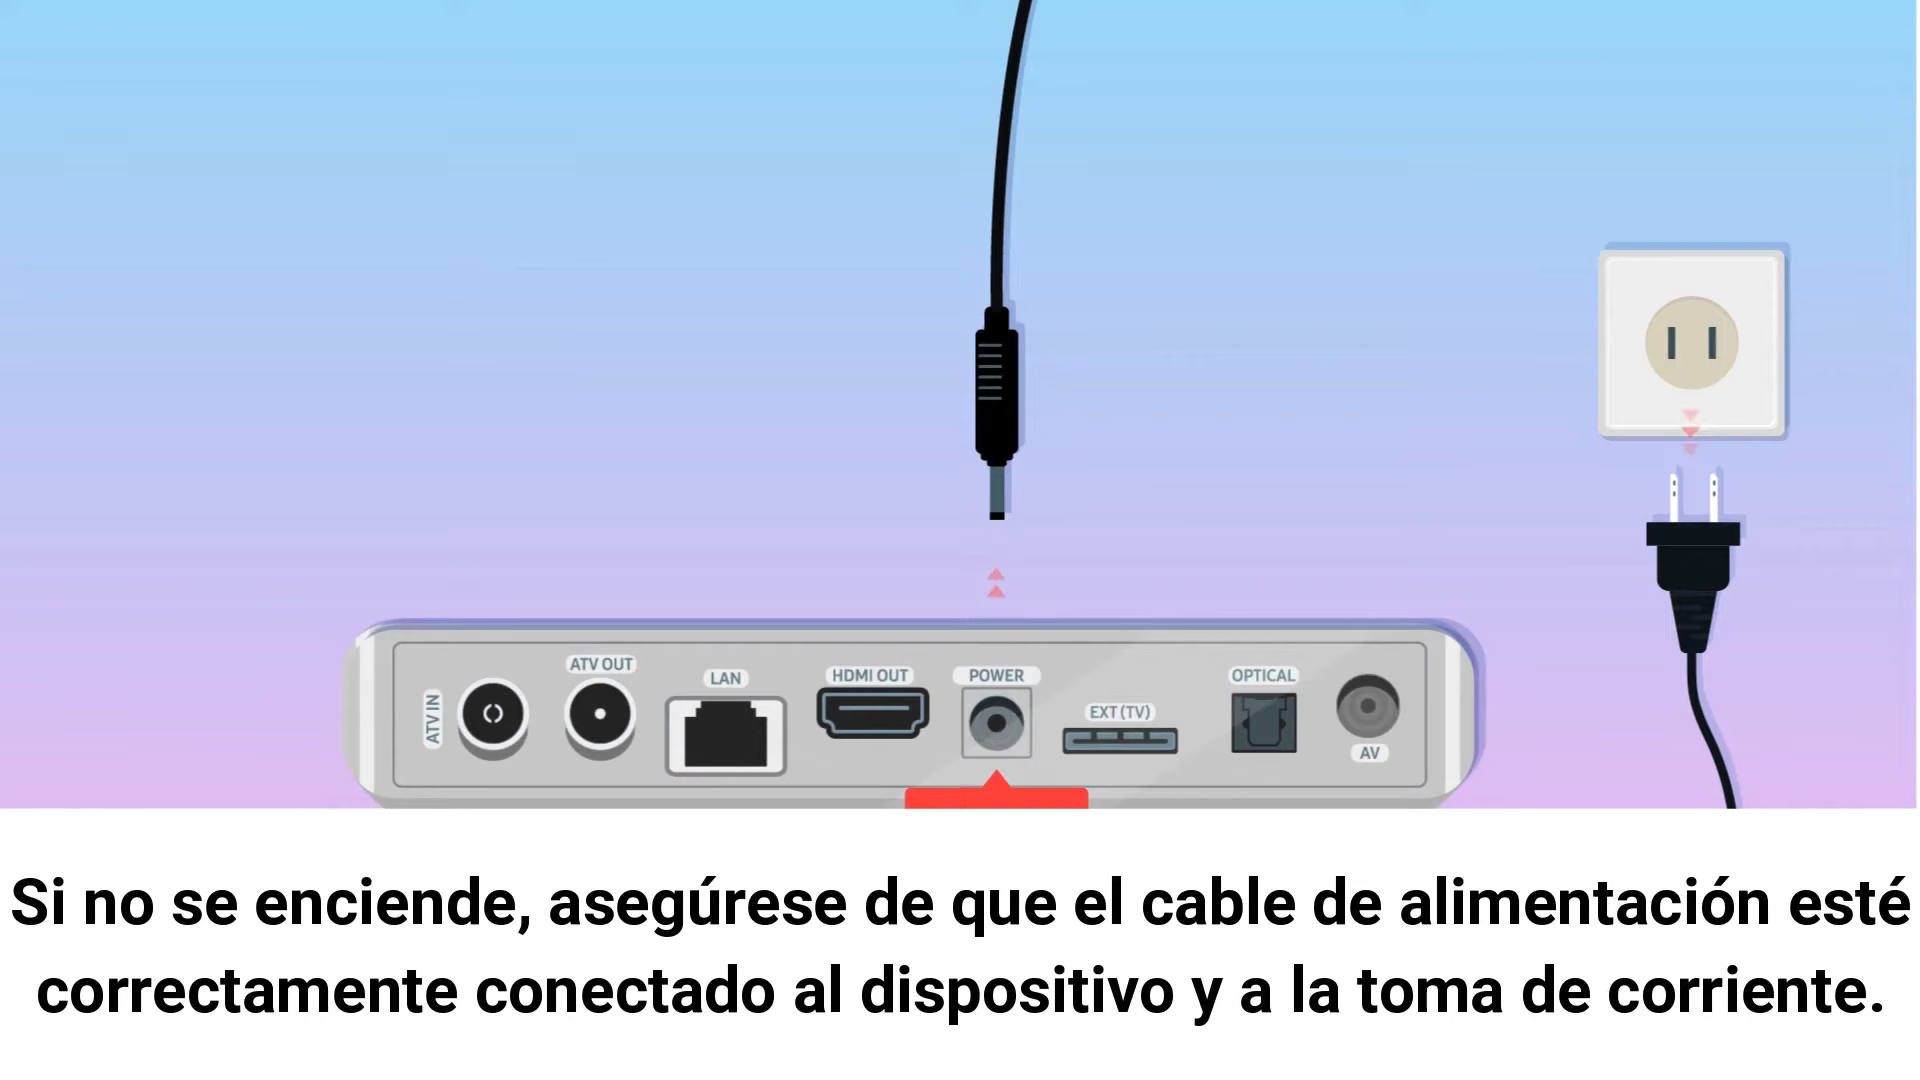 ATV IN
ATV OUT
LAN
HDMI OUT
POWER
EXT (TV)
OPTICAL
AV
Si no se enciende, asegúrese de que el cable de alimentación esté
correctamente conectado al dispositivo y a la toma de corriente.